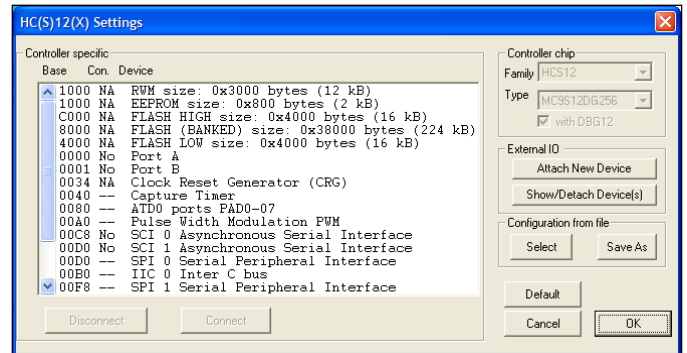 HC(S)12(X) Settings
Controller specific
Base Con. Device
1000 NA RWM size: 0x3000 bytes (12 kB)
1000 NA EEPROM size: 0x800 bytes (2 kB)
C000 NA FLASH HIGH size: 0x4000 bytes (16 kB)
8000 NA FLASH (BANKED) size: 0x38000 bytes (224 kB)
4000 NA FLASH LOW size: 0x4000 bytes (16 kB)
0000 No Port A
0001 No Port B
0034 NA Clock Reset Generator (CRG)
0040 -- Capture Timer
0080 -- ATD0 ports PAD0-07
00A0 -- Pulse Width Modulation PWM
00C8 No SCI 0 Asynchronous Serial Interface
00D0 No SCI 1 Asynchronous Serial Interface
00D0 -- SPI 0 Serial Peripheral Interface
00B0 -- IIC 0 Inter C bus
00F8 -- SPI 1 Serial Peripheral Interface
Disconnect
Connect
Controller chip
Family HCS12
Type MC9S12DG256
with DBG12
External IO
Attach New Device
Show/Detach Device(s)
Configuration from file
Select
Save As
Default
Cancel
OK